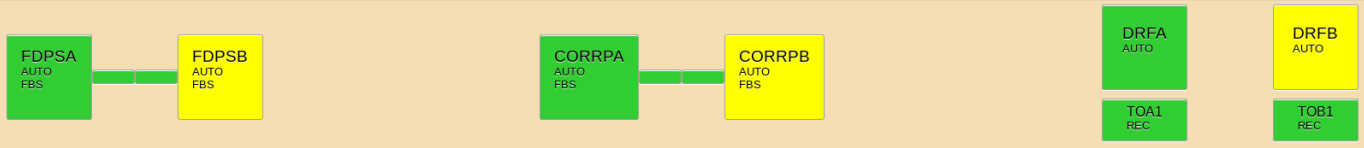 FDPSA
AUTO
FBS
FDPSB
AUTO
FBS
CORRPA
AUTO
FBS
CORRPB
AUTO
FBS
DRFA
AUTO
DRFB
AUTO
TOA1
REC
TOB1
REC